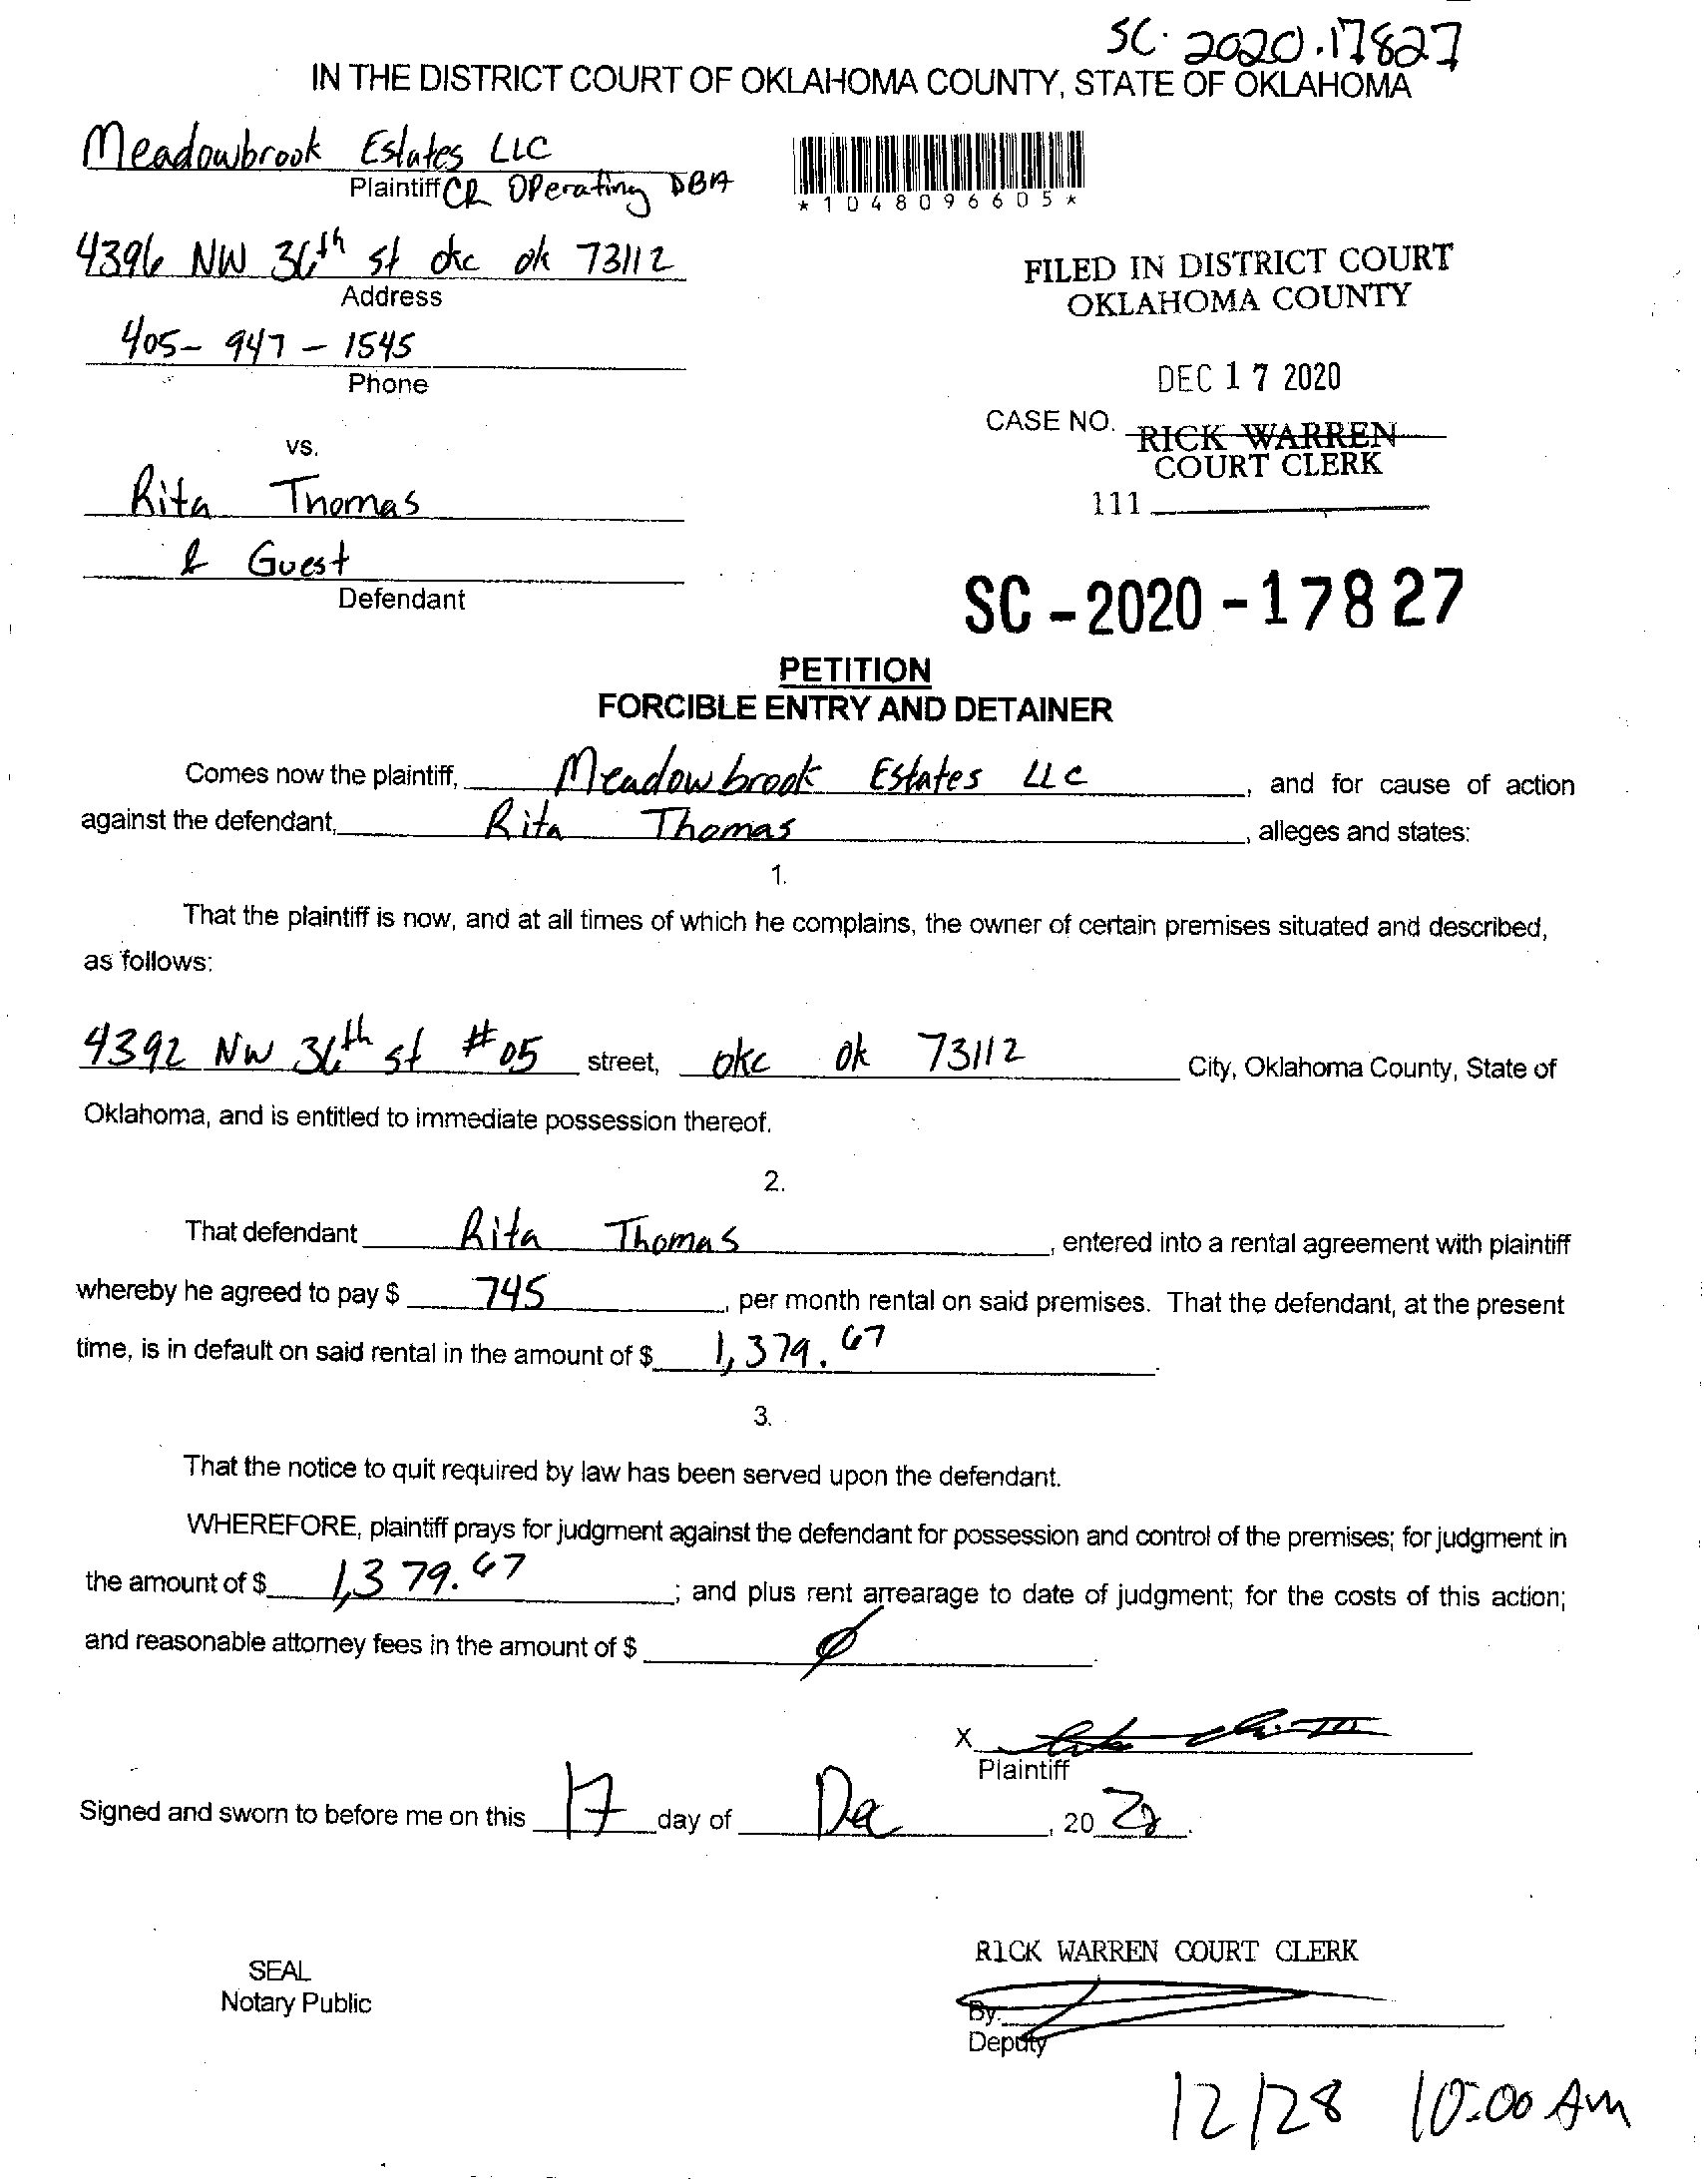 SC. 2020.17827
IN THE DISTRICT COURT OF OKLAHOMA COUNTY, STATE OF OKLAHOMA
Meadowbrook Estates LLC
Plaintiff CR Operating DBA
*1048096605*
4396 NW 36th st okc ok 73112
Address
FILED IN DISTRICT COURT
OKLAHOMA COUNTY
405-947-1545
Phone
DEC 17 2020
CASE NO.
RICK WARREN
COURT CLERK
111
vs.
Rita Thomas
& Guest
Defendant
SC-2020-17827
PETITION
FORCIBLE ENTRY AND DETAINER
Comes now the plaintiff, Meadowbrook Estates LLC, and for cause of action
against the defendant, Rita Thomas, alleges and states:
1.
That the plaintiff is now, and at all times of which he complains, the owner of certain premises situated and described,
as follows:
4392 NW 36th st #05 street, okc ok 73112 City, Oklahoma County, State of
Oklahoma, and is entitled to immediate possession thereof.
2.
That defendant Rita Thomas, entered into a rental agreement with plaintiff
whereby he agreed to pay $ 745, per month rental on said premises. That the defendant, at the present
time, is in default on said rental in the amount of $ 1,379.67.
3.
That the notice to quit required by law has been served upon the defendant.
WHEREFORE, plaintiff prays for judgment against the defendant for possession and control of the premises; for judgment in
the amount of $ 1,379.67; and plus rent arrearage to date of judgment; for the costs of this action;
and reasonable attorney fees in the amount of $ Ø.
X
Plaintiff
Signed and sworn to before me on this 17 day of Dec, 20 20.
SEAL
Notary Public
RICK WARREN COURT CLERK
By.
Deputy
12/28 10:00 Am